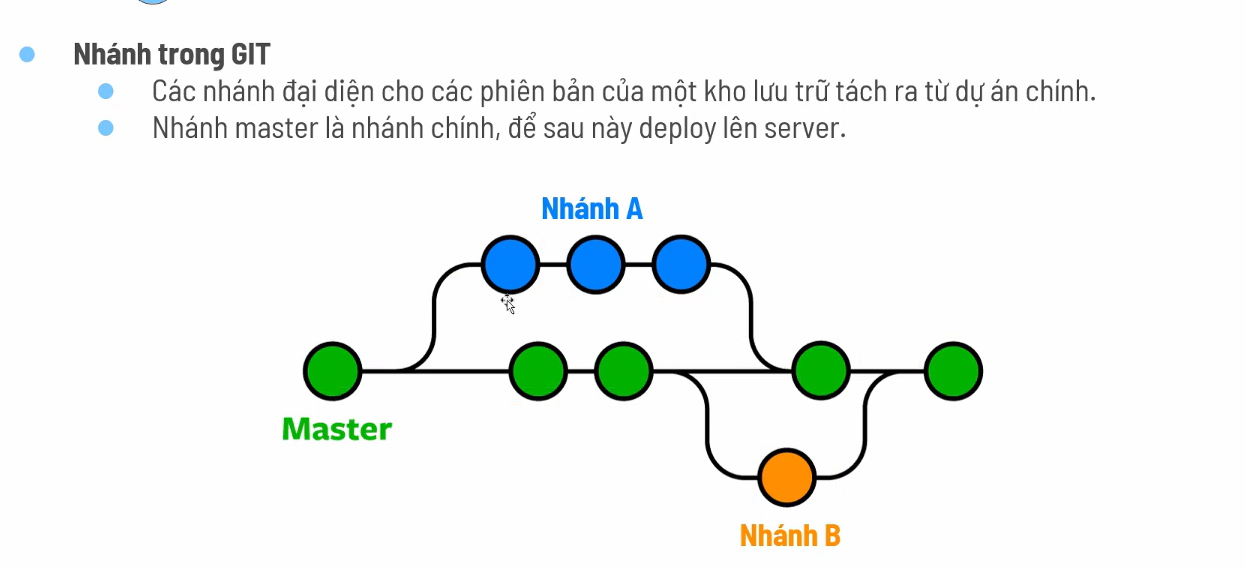 Nhánh trong GIT
Các nhánh đại diện cho các phiên bản của một kho lưu trữ tách ra từ dự án chính.
Nhánh master là nhánh chính, để sau này deploy lên server.
Nhánh A
Master
Nhánh B